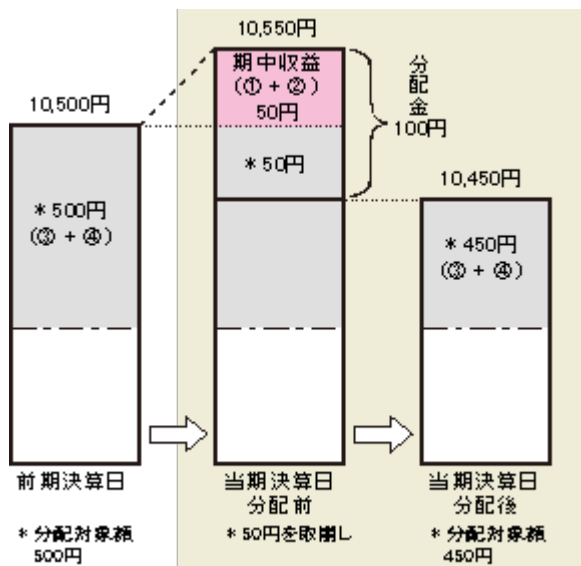 10,550円
期中収益
(①+②)
50円
分配金
100円
10,500円
*50円
10,450円
*500円
(③+④)
*450円
(③+④)
前期決算日
当期決算日
分配前
当期決算日
分配後
*分配対象額
500円
*50円を取崩し
*分配対象額
450円